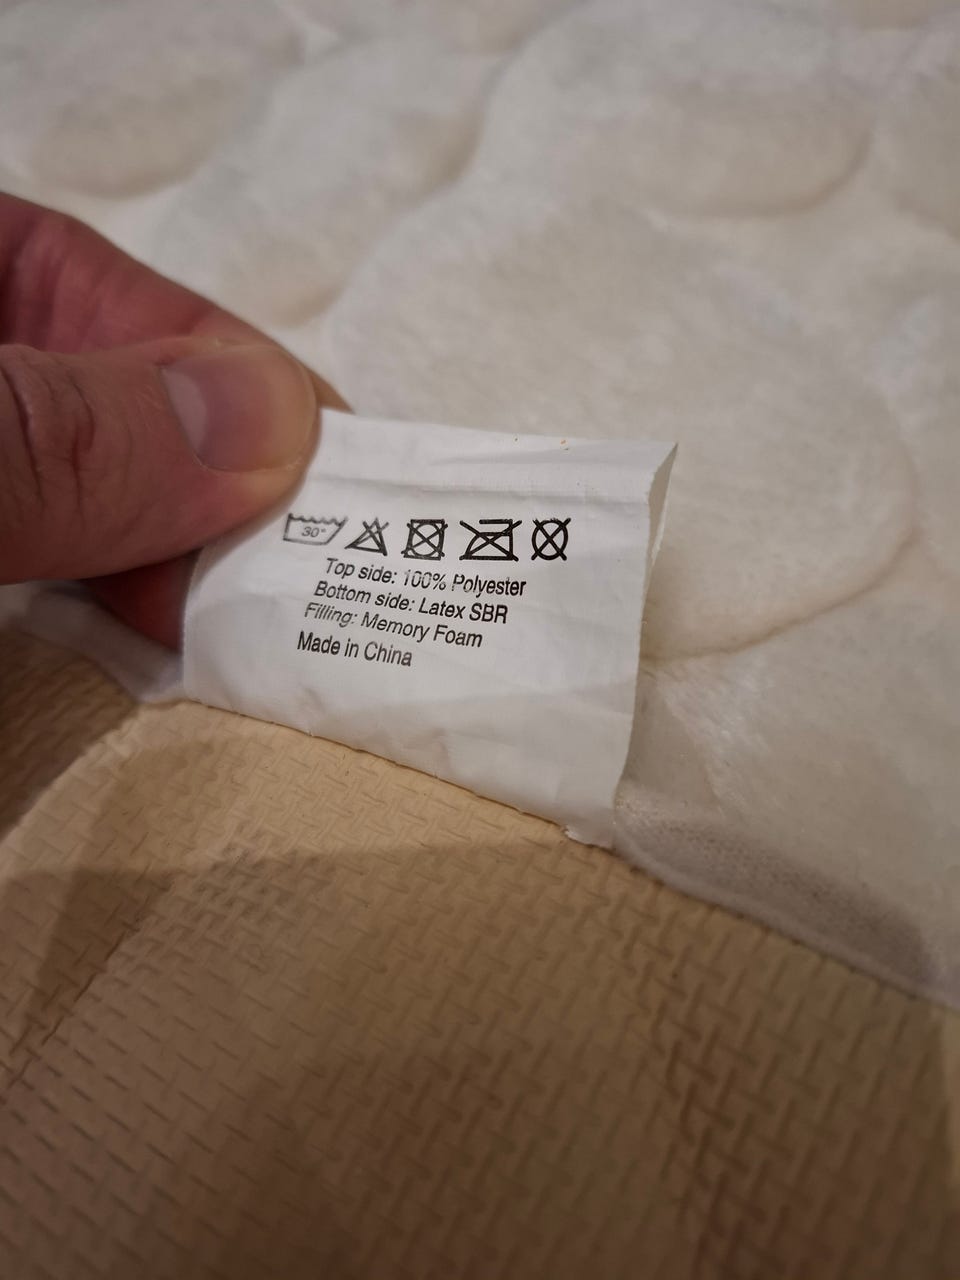 30°
Top side: 100% Polyester
Bottom side: Latex SBR
Filling: Memory Foam
Made in China